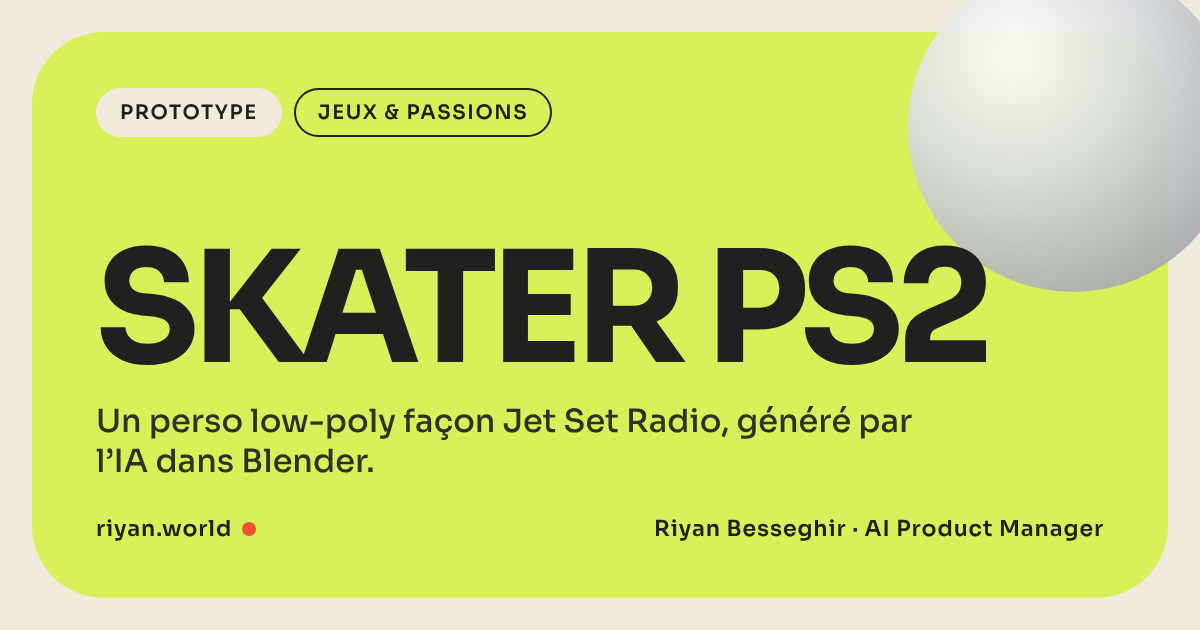 PROTOTYPE
JEUX & PASSIONS
SKATER PS2
Un perso low-poly façon Jet Set Radio, généré par
l’IA dans Blender.
riyan.world
Riyan Besseghir · AI Product Manager